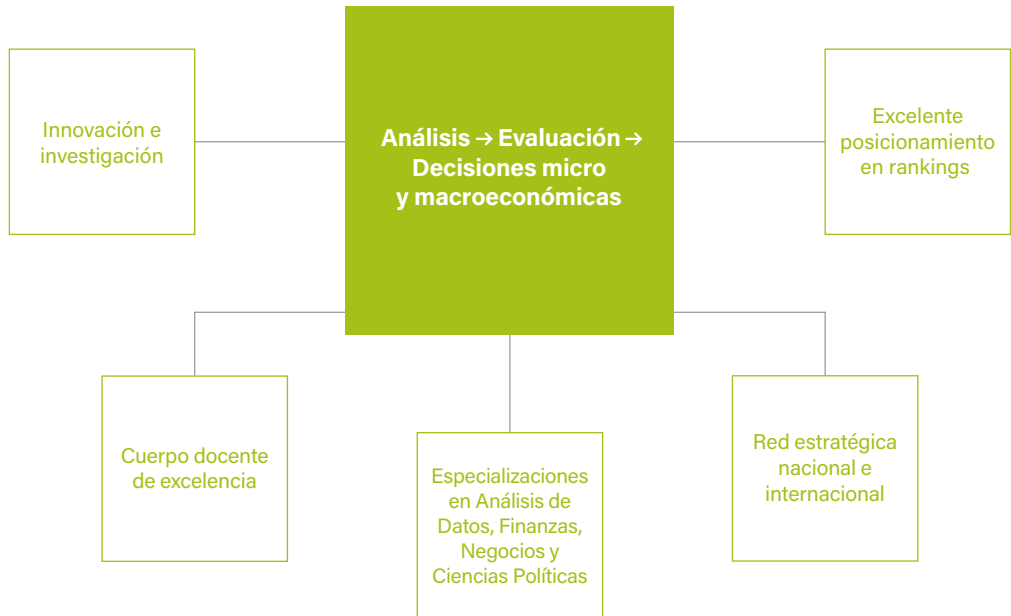 Innovación e
investigación
Análisis → Evaluación →
Decisiones micro
y macroeconómicas
Excelente
posicionamiento
en rankings
Cuerpo docente
de excelencia
Especializaciones
en Análisis de
Datos, Finanzas,
Negocios y
Ciencias Políticas
Red estratégica
nacional e
internacional